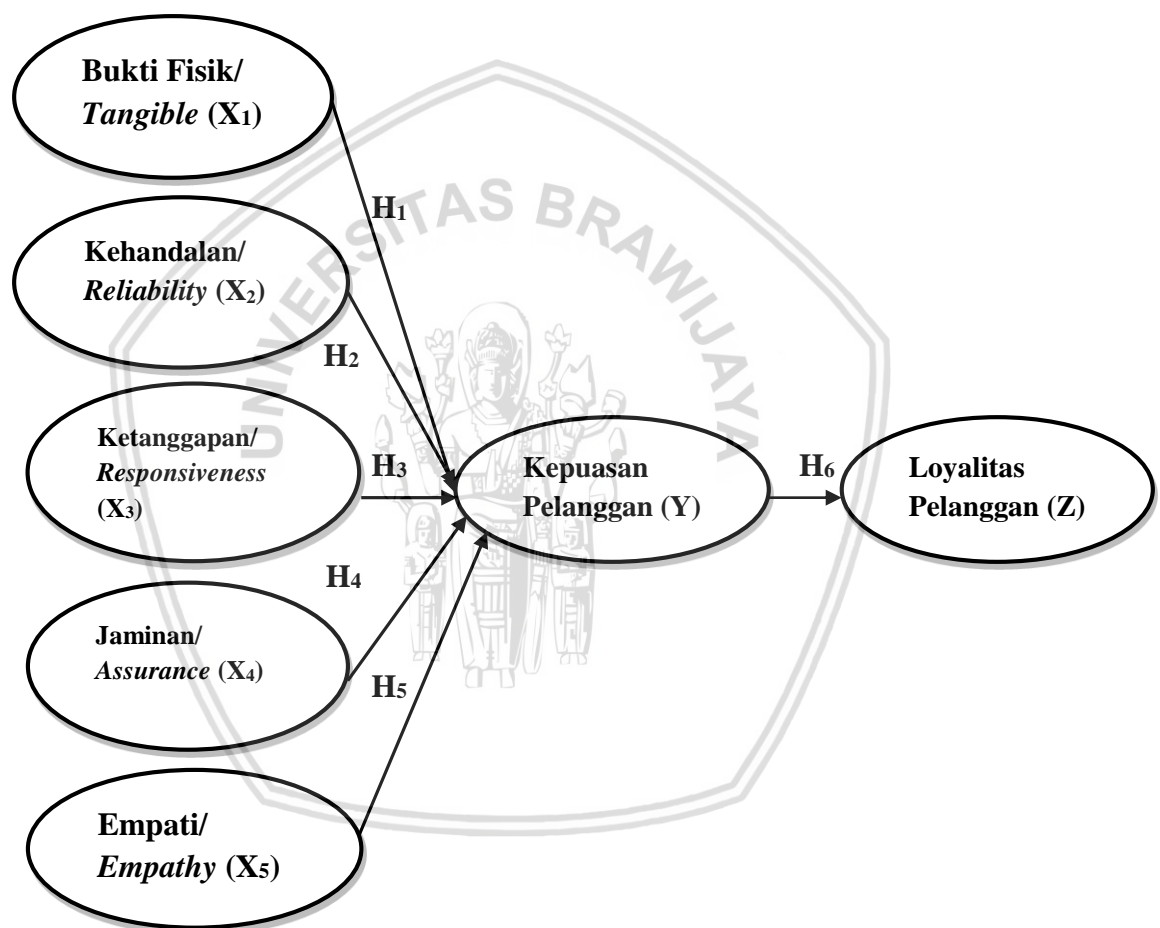 Bukti Fisik/
Tangible (X1)
H1
UNIVERSITAS BRAWIJAYA
Kehandalan/
Reliability (X2)
H2
Ketanggapan/
Responsiveness
(X3)
H3
Kepuasan
Pelanggan (Y)
H6
Loyalitas
Pelanggan (Z)
H4
Jaminan/
Assurance (X4)
H5
Empati/
Empathy (X5)